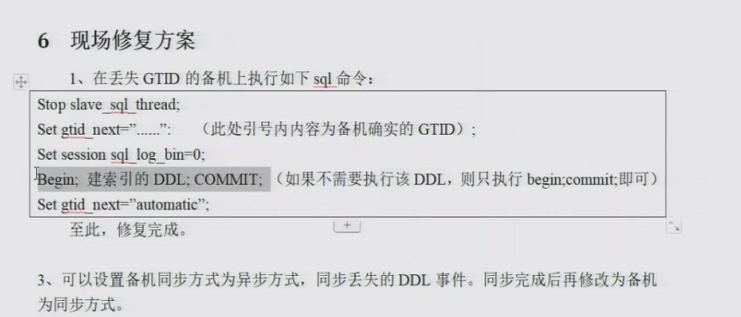 6 现场修复方案
1、在丢失 GTID 的备机上执行如下 sql 命令：
Stop slave_sql_thread;
Set gtid_next=”......”: （此处引号内内容为备机确实的 GTID）;
Set session sql_log_bin=0;
Begin; 建索引的 DDL; COMMIT; （如果不需要执行该 DDL，则只执行 begin;commit;即可）
Set gtid_next=”automatic”;
至此，修复完成。
3、可以设置备机同步方式为异步方式，同步丢失的 DDL 事件。同步完成后再修改为备机
为同步方式。